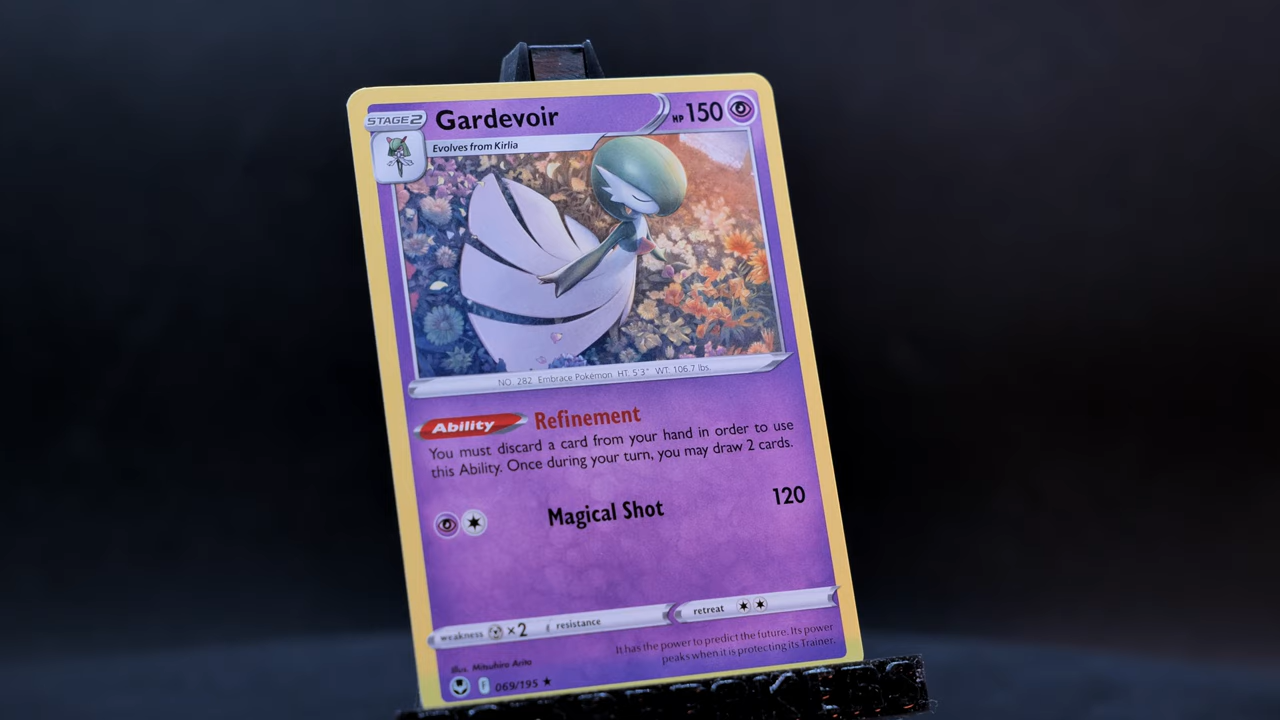 STAGE2 Gardevoir HP 150
Evolves from Kirlia
NO. 282 Embrace Pokémon HT: 5'3" WT: 106.7 lbs.
Ability Refinement
You must discard a card from your hand in order to use
this Ability. Once during your turn, you may draw 2 cards.
Magical Shot 120
weakness ×2 resistance retreat
It has the power to predict the future. Its power
peaks when it is protecting its Trainer.
Illus. Mitsuhiro Arita
F 069/195 ★